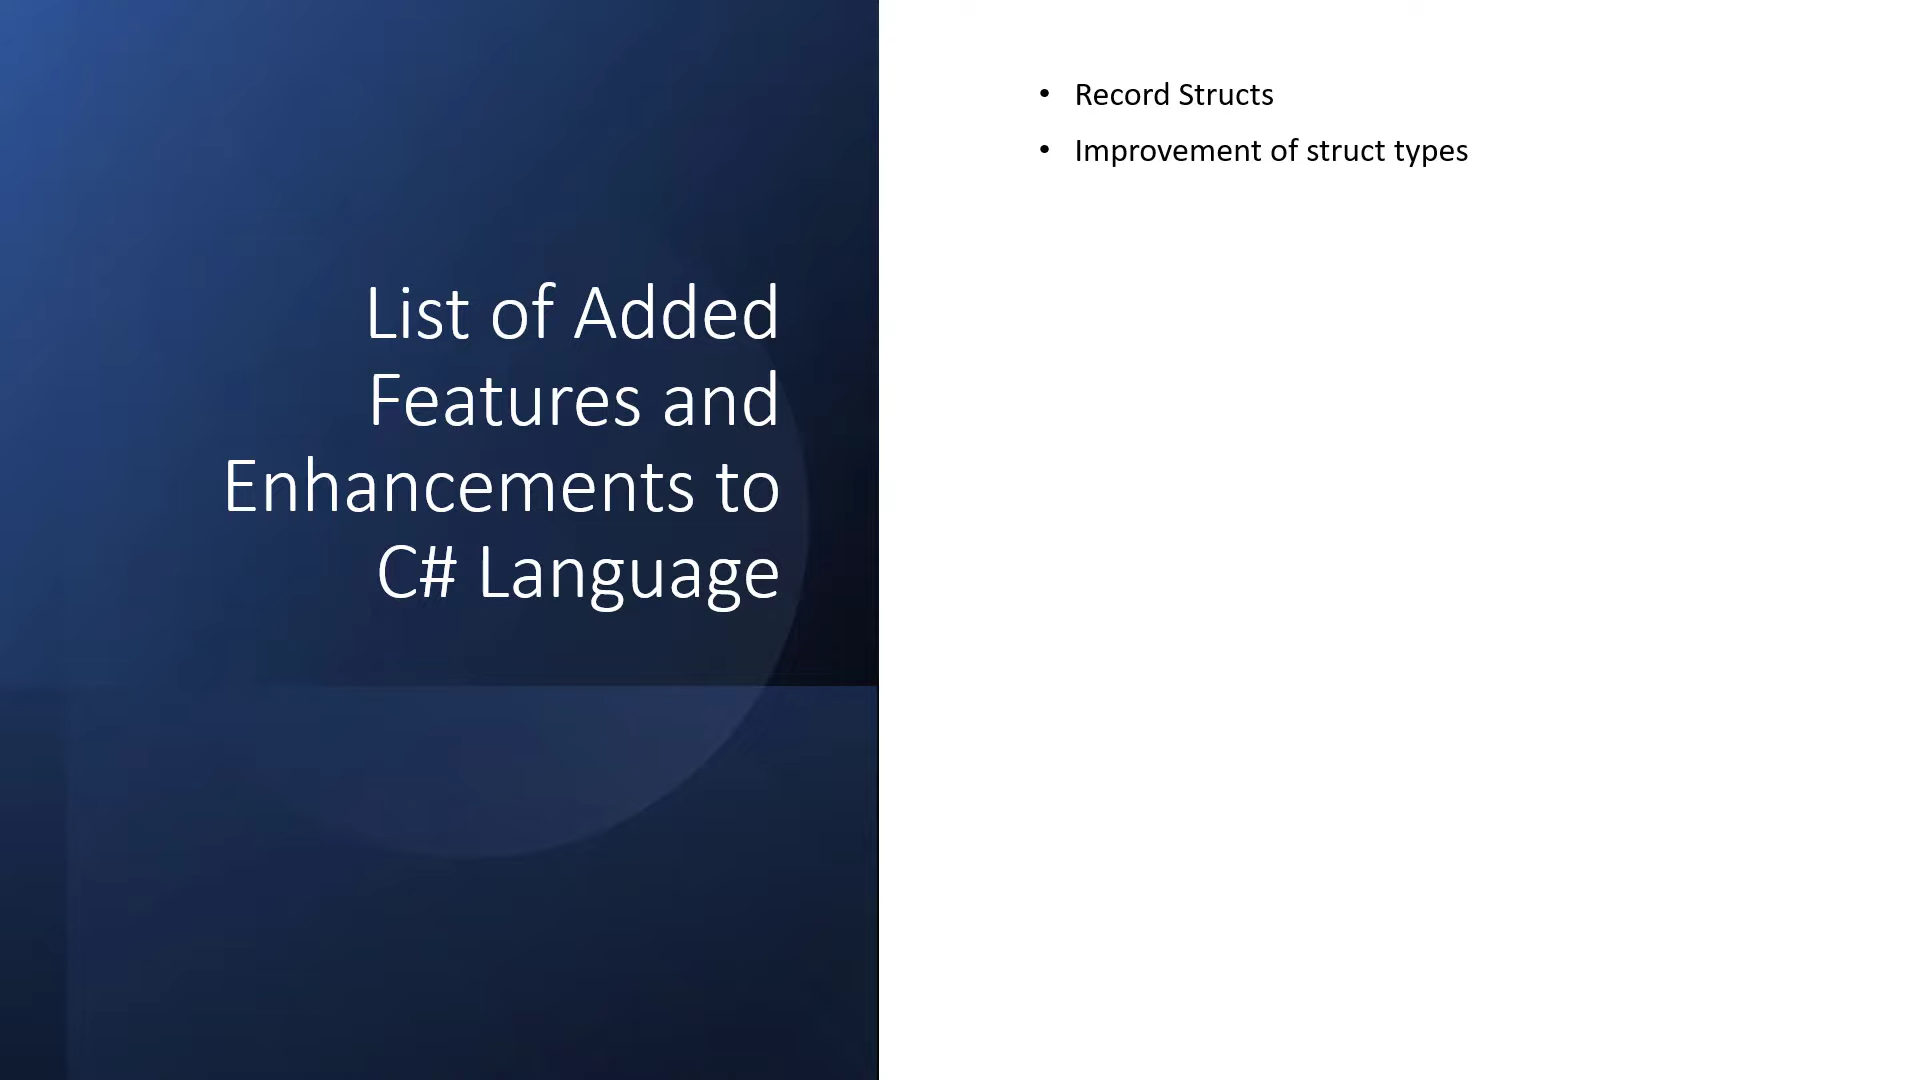 List of Added
Features and
Enhancements to
C# Language
• Record Structs
• Improvement of struct types